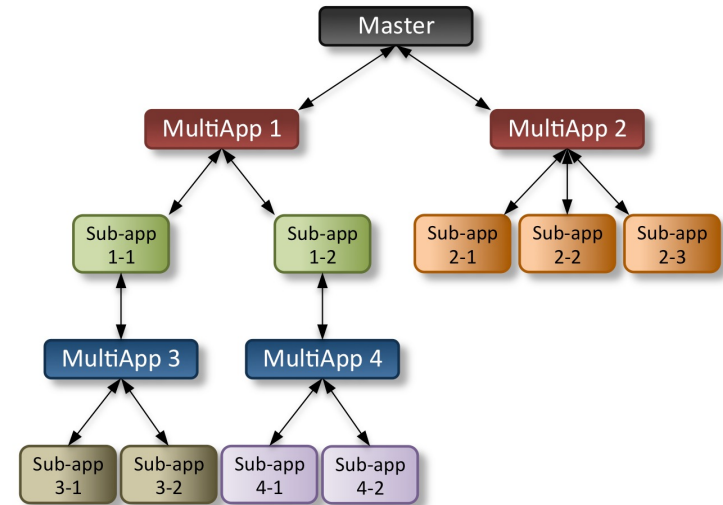 Master
MultiApp 1
MultiApp 2
Sub-app
1-1
Sub-app
1-2
Sub-app
2-1
Sub-app
2-2
Sub-app
2-3
MultiApp 3
MultiApp 4
Sub-app
3-1
Sub-app
3-2
Sub-app
4-1
Sub-app
4-2